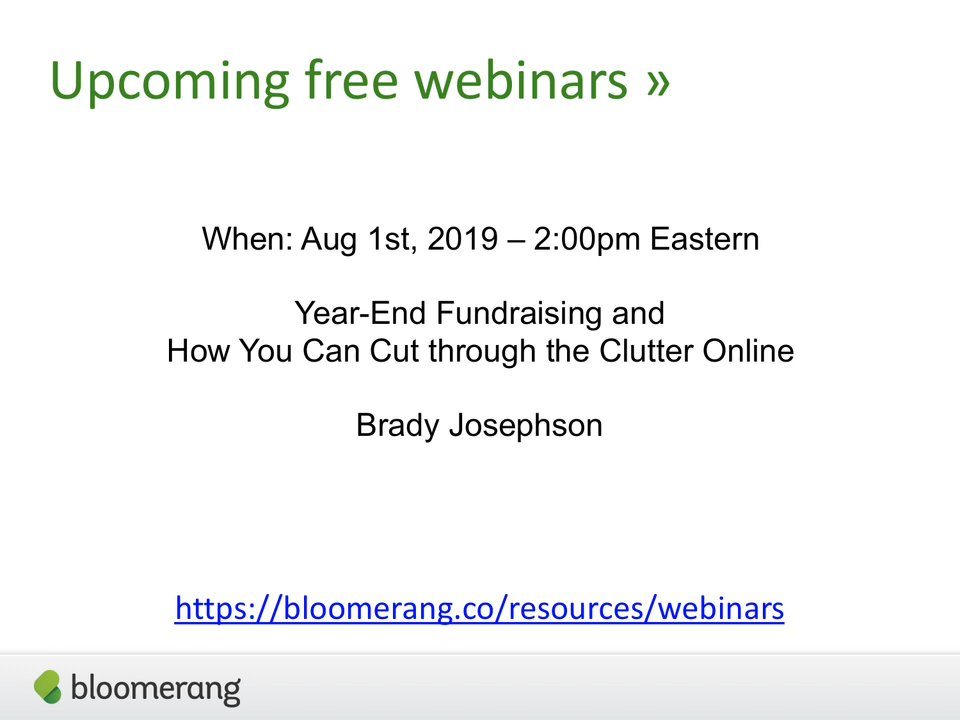 Upcoming free webinars »
When: Aug 1st, 2019 – 2:00pm Eastern
Year-End Fundraising and
How You Can Cut through the Clutter Online
Brady Josephson
https://bloomerang.co/resources/webinars
bloomerang